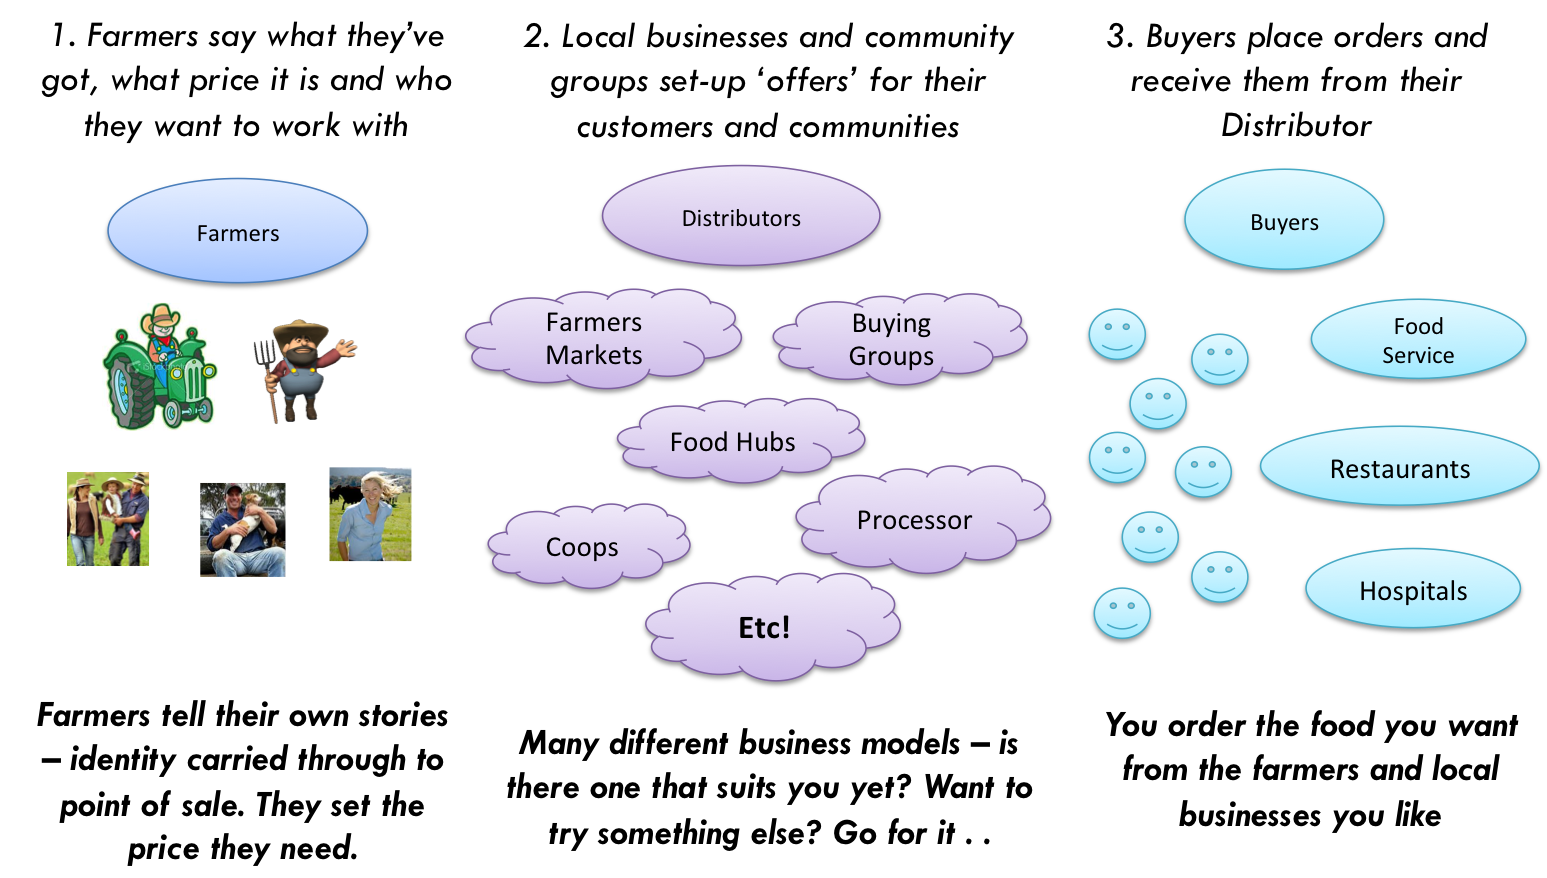 1. Farmers say what they’ve
got, what price it is and who
they want to work with
2. Local businesses and community
groups set-up ‘offers’ for their
customers and communities
3. Buyers place orders and
receive them from their
Distributor
Farmers
Distributors
Buyers
Farmers
Markets
Buying
Groups
Food Hubs
Processor
Coops
Etc!
Food
Service
Restaurants
Hospitals
Farmers tell their own stories
– identity carried through to
point of sale. They set the
price they need.
Many different business models – is
there one that suits you yet? Want to
try something else? Go for it . .
You order the food you want
from the farmers and local
businesses you like